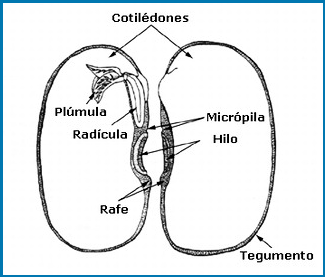 Cotilédones
Plúmula
Micrópila
Radícula
Hilo
Rafe
Tegumento